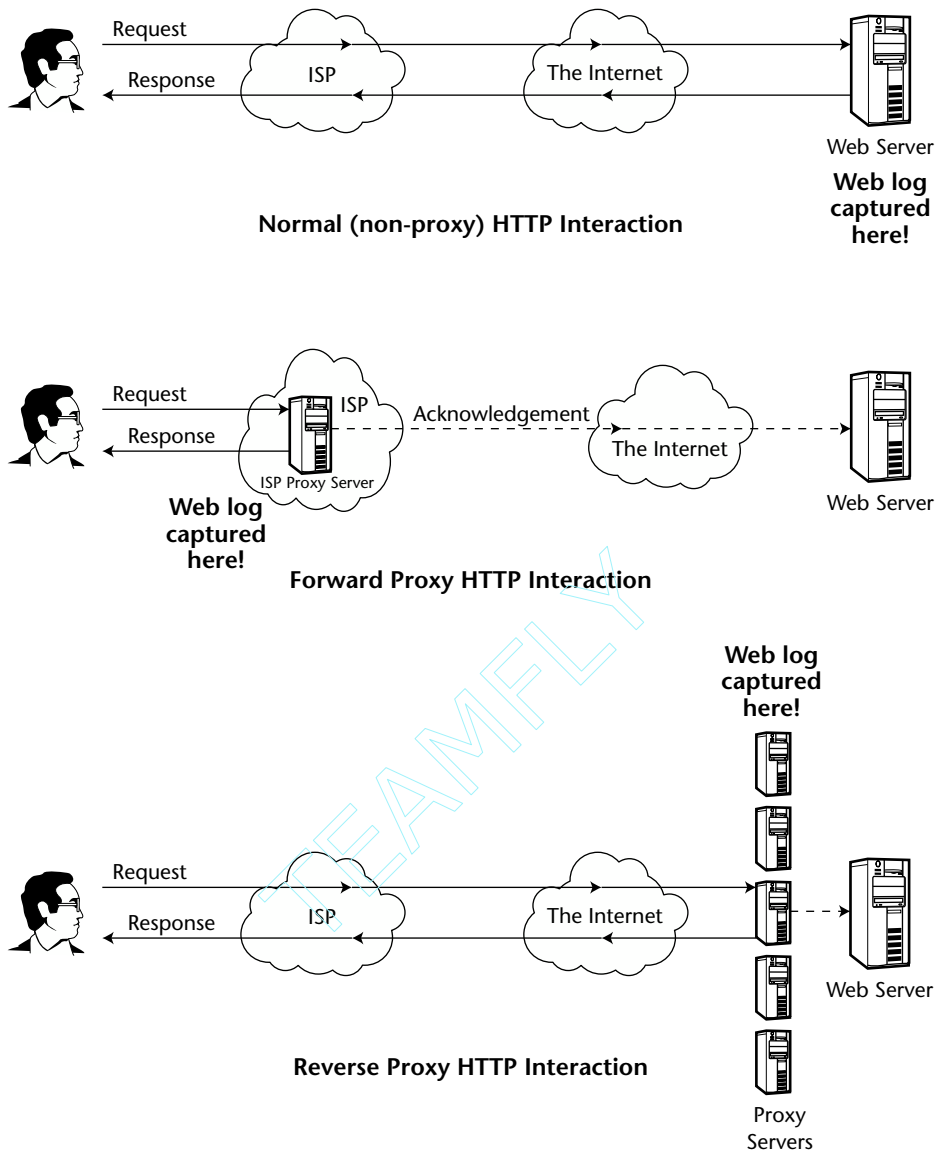 Request
ISP
The Internet
Response
Web Server
Web log
captured
here!
Normal (non-proxy) HTTP Interaction
Request
ISP
Acknowledgement
Response
The Internet
ISP Proxy Server
Web Server
Web log
captured
here!
Forward Proxy HTTP Interaction
TEAMFLY
Web log
captured
here!
Request
ISP
The Internet
Response
Web Server
Reverse Proxy HTTP Interaction
Proxy
Servers